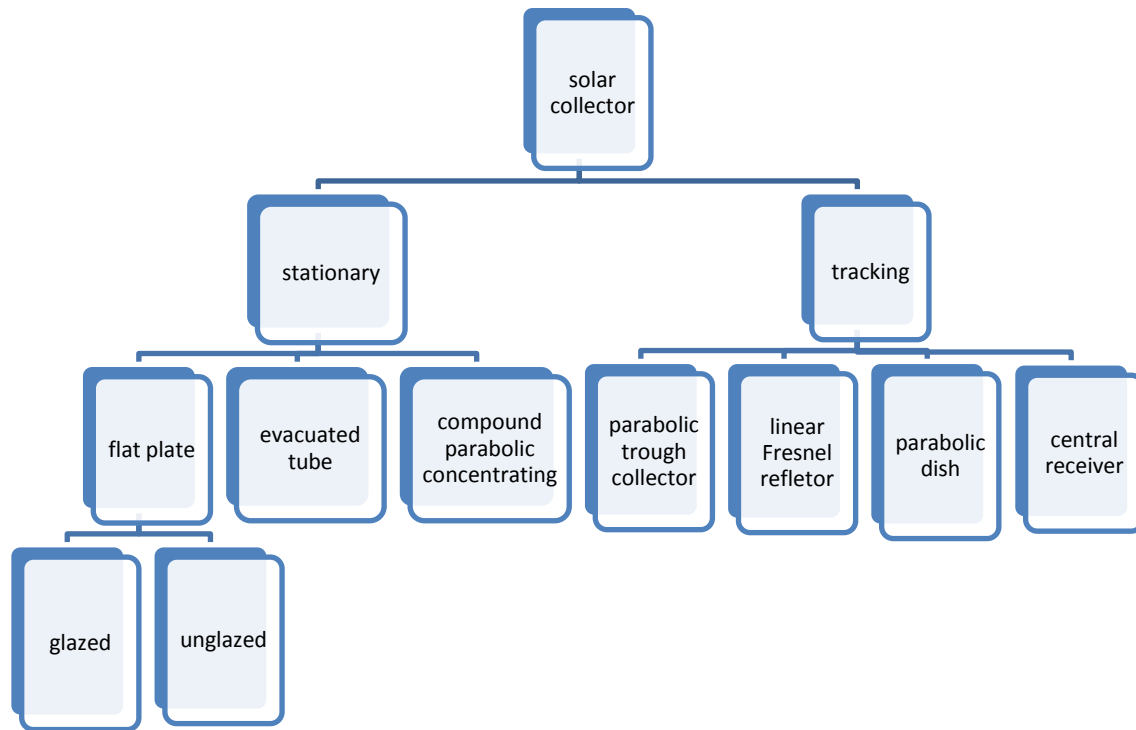 solar
collector
stationary
tracking
flat plate
evacuated
tube
compound
parabolic
concentrating
parabolic
trough
collector
linear
Fresnel
refletor
parabolic
dish
central
receiver
glazed
unglazed